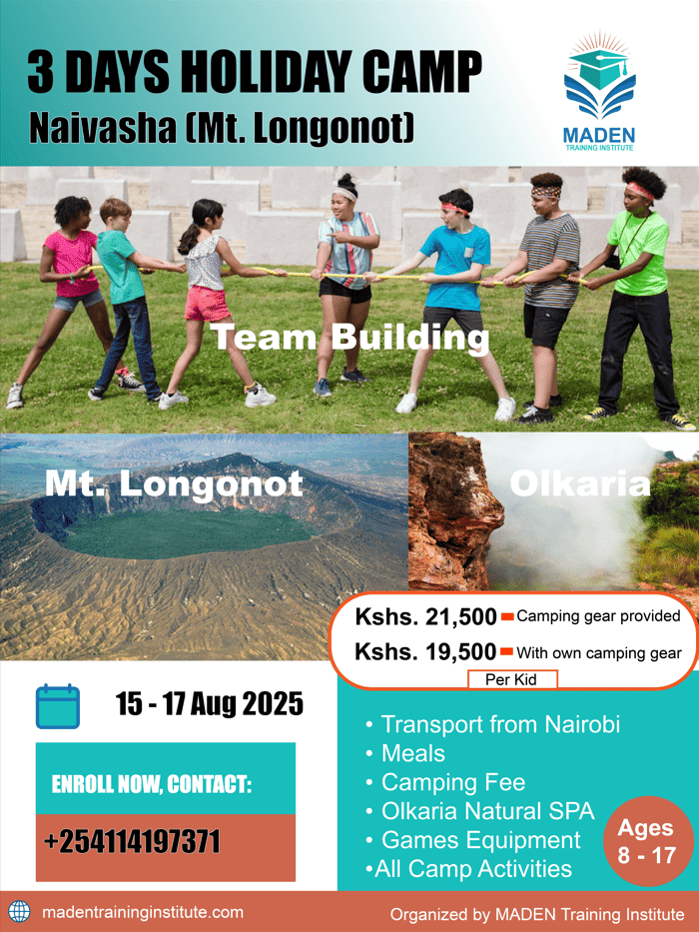 3 DAYS HOLIDAY CAMP
Naivasha (Mt. Longonot)
MADEN
TRAINING INSTITUTE
Team Building
Mt. Longonot
Olkaria
Kshs. 21,500 - Camping gear provided
Kshs. 19,500 - With own camping gear
Per Kid
15 - 17 Aug 2025
ENROLL NOW, CONTACT:
+254114197371
• Transport from Nairobi
• Meals
• Camping Fee
• Olkaria Natural SPA
• Games Equipment
•All Camp Activities
Ages
8 - 17
madentraininginstitute.com
Organized by MADEN Training Institute